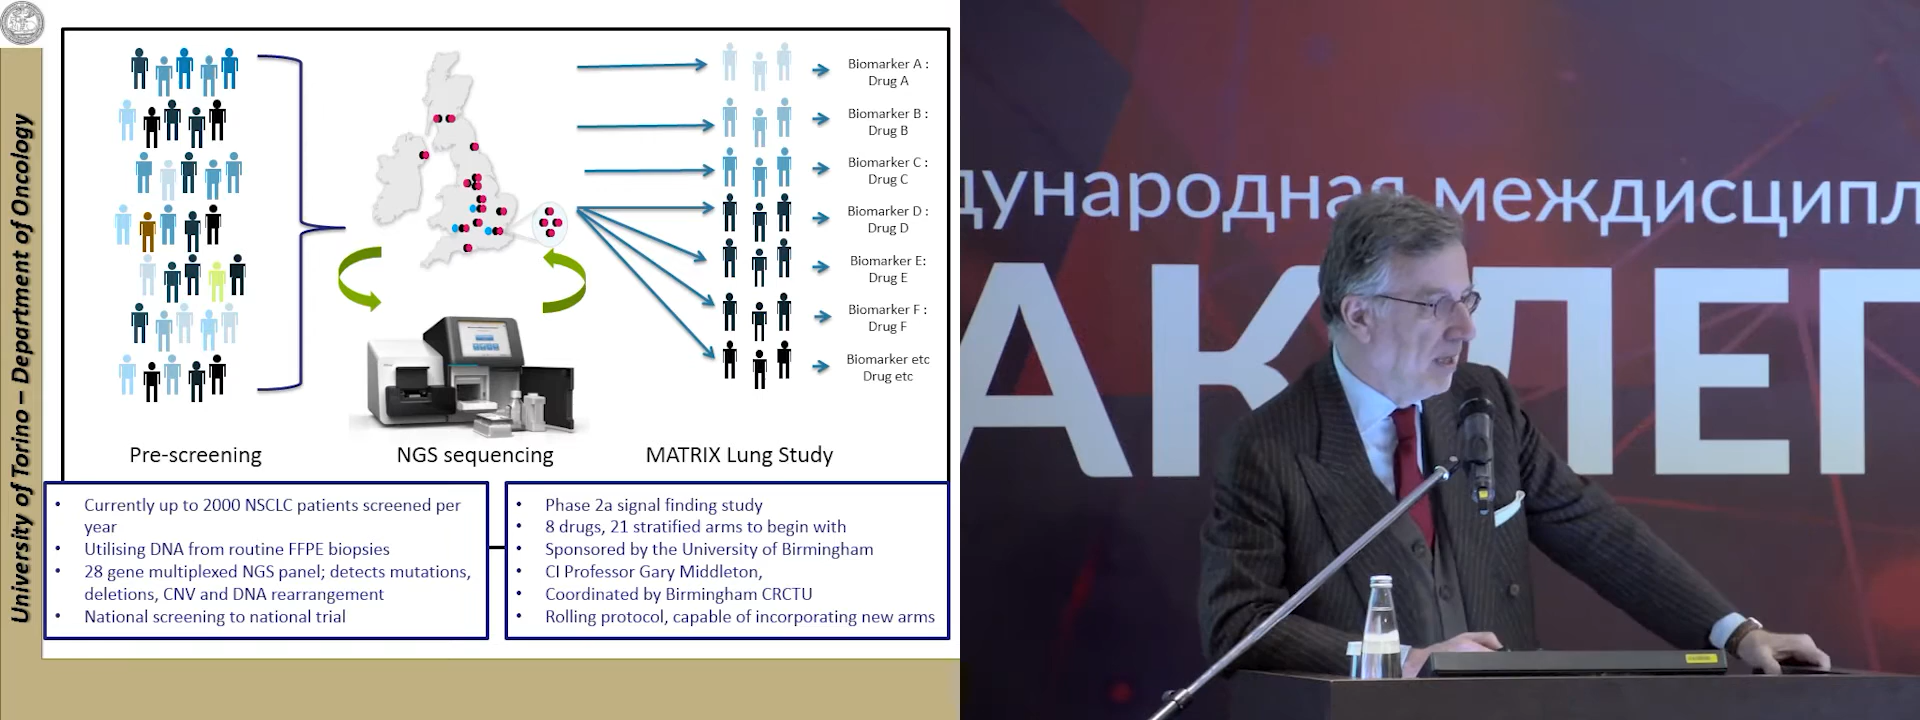 University of Torino – Department of Oncology
Biomarker A :
Drug A
Biomarker B :
Drug B
Biomarker C :
Drug C
Biomarker D :
Drug D
Biomarker E:
Drug E
Biomarker F :
Drug F
Biomarker etc
Drug etc
Pre-screening
NGS sequencing
MATRIX Lung Study
• Currently up to 2000 NSCLC patients screened per
year
• Utilising DNA from routine FFPE biopsies
• 28 gene multiplexed NGS panel; detects mutations,
deletions, CNV and DNA rearrangement
• National screening to national trial
• Phase 2a signal finding study
• 8 drugs, 21 stratified arms to begin with
• Sponsored by the University of Birmingham
• CI Professor Gary Middleton,
• Coordinated by Birmingham CRCTU
• Rolling protocol, capable of incorporating new arms
дународная междисципл